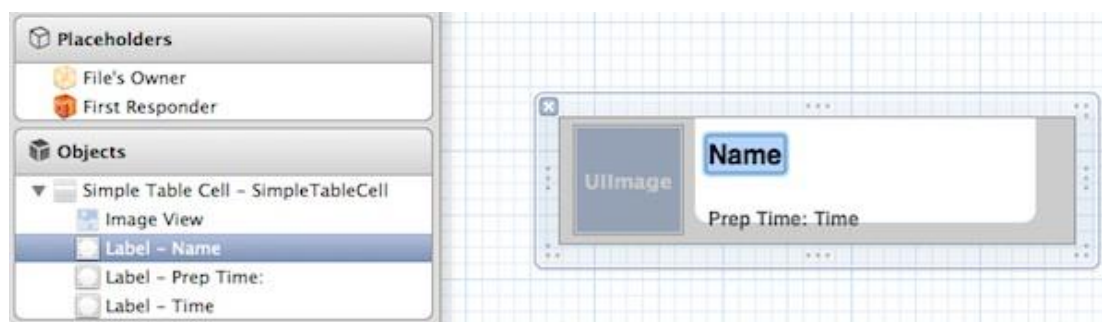 Placeholders
File's Owner
First Responder
Objects
Simple Table Cell – SimpleTableCell
Image View
Label – Name
Label – Prep Time:
Label – Time
UIImage
Name
Prep Time: Time